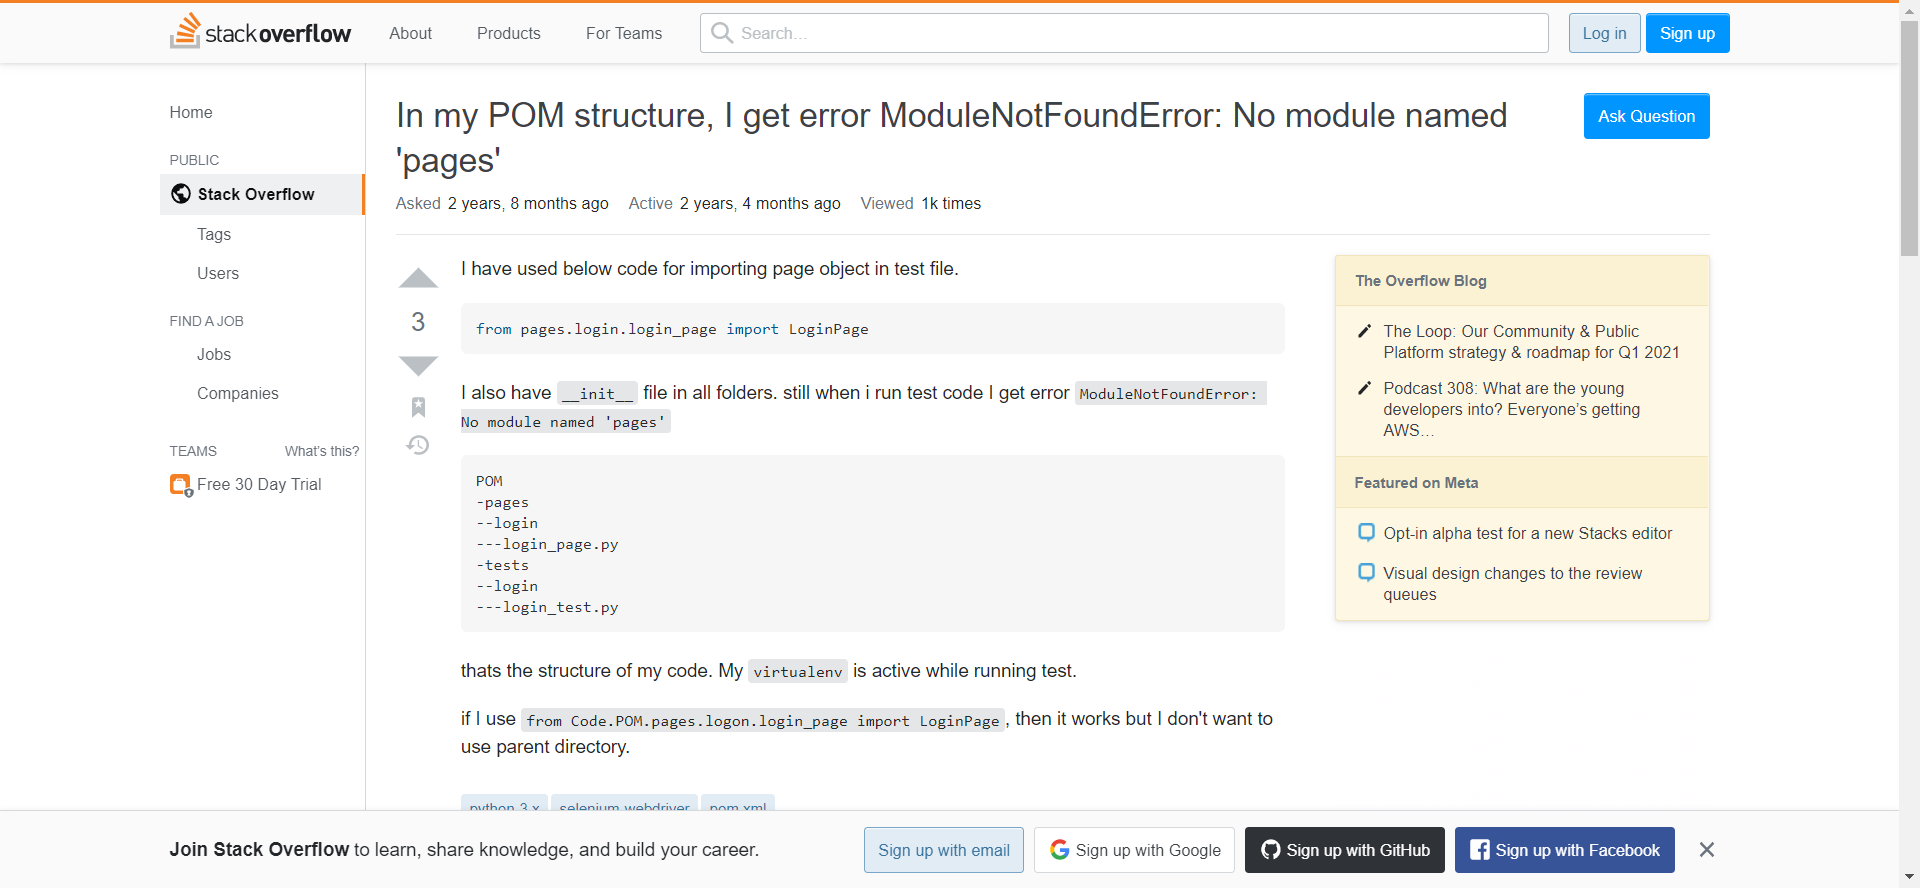 stackoverflow
About
Products
For Teams
Search...
Log in
Sign up
Home
PUBLIC
Stack Overflow
Tags
Users
FIND A JOB
Jobs
Companies
TEAMS
What's this?
Free 30 Day Trial
In my POM structure, I get error ModuleNotFoundError: No module named
'pages'
Ask Question
Asked 2 years, 8 months ago Active 2 years, 4 months ago Viewed 1k times
3
I have used below code for importing page object in test file.
from pages.login.login_page import LoginPage
I also have __init__ file in all folders. still when i run test code I get error ModuleNotFoundError:
No module named 'pages'
POM
-pages
--login
---login_page.py
-tests
--login
---login_test.py
thats the structure of my code. My virtualenv is active while running test.
if I use from Code.POM.pages.logon.login_page import LoginPage, then it works but I don't want to
use parent directory.
python-3.x selenium-webdriver pom.xml
The Overflow Blog
The Loop: Our Community & Public
Platform strategy & roadmap for Q1 2021
Podcast 308: What are the young
developers into? Everyone's getting
AWS…
Featured on Meta
Opt-in alpha test for a new Stacks editor
Visual design changes to the review
queues
Join Stack Overflow to learn, share knowledge, and build your career.
Sign up with email
Sign up with Google
Sign up with GitHub
Sign up with Facebook